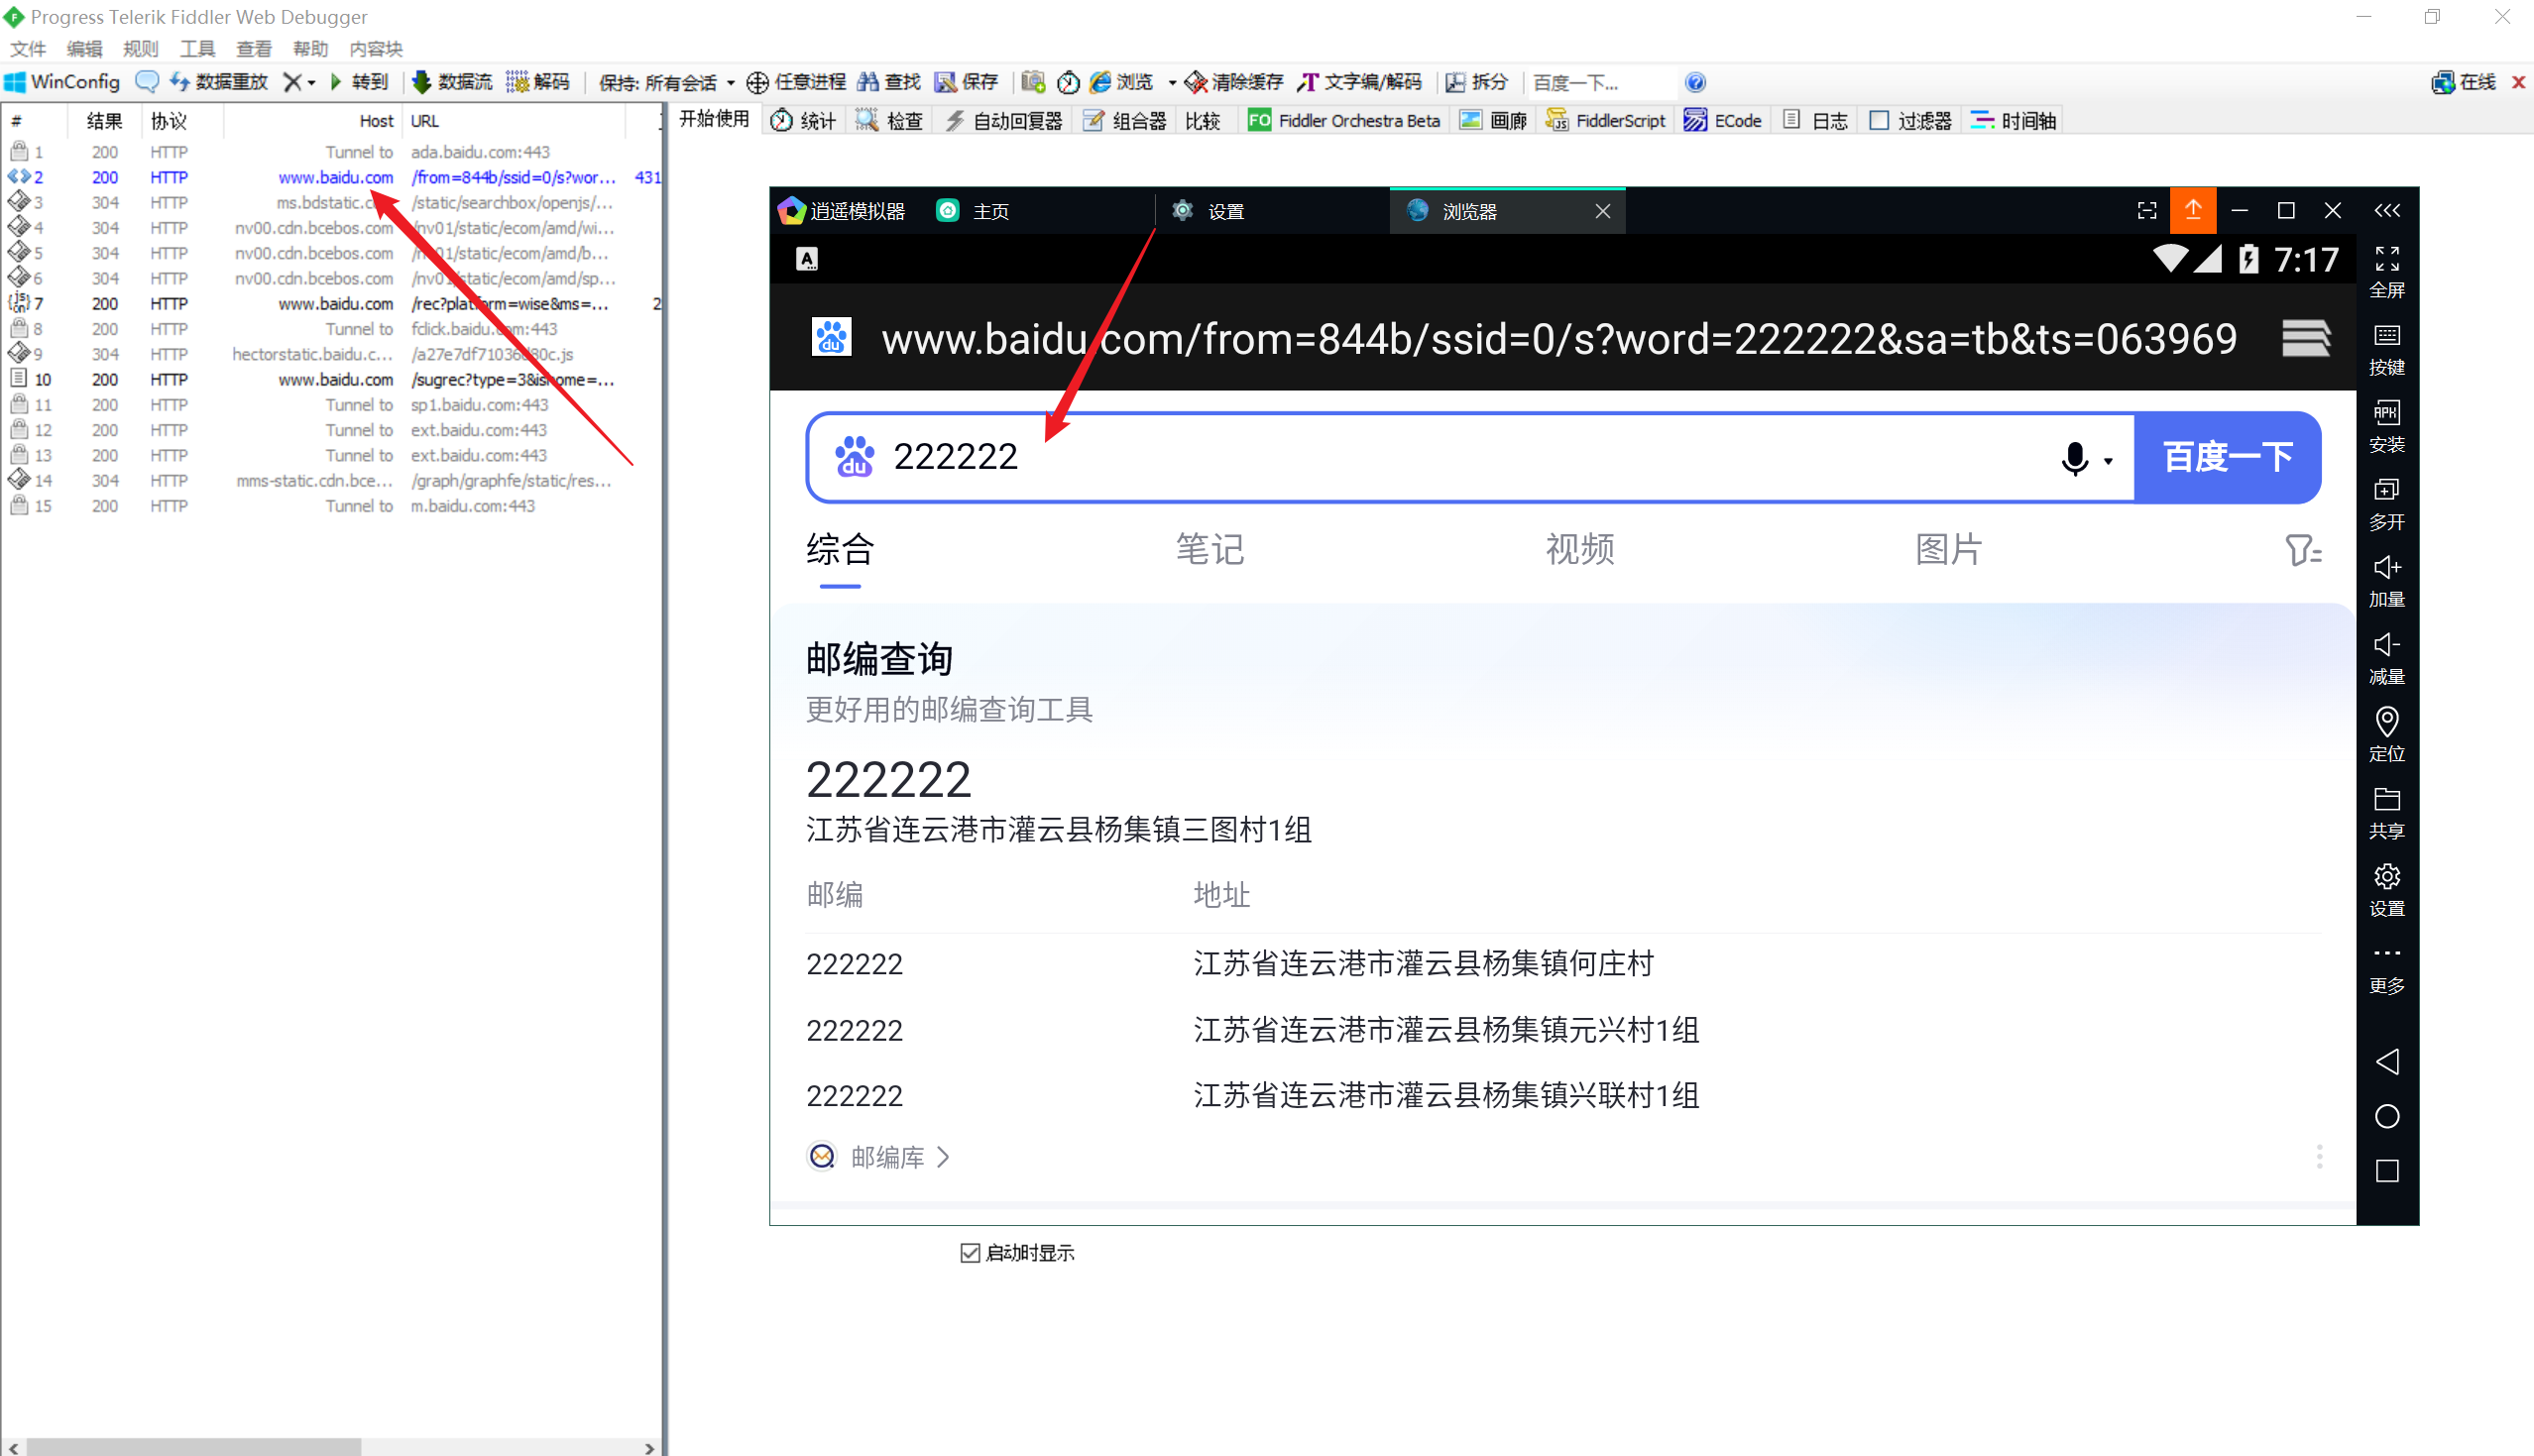 Progress Telerik Fiddler Web Debugger
文件 编辑 规则 工具 查看 帮助 内容块
WinConfig 数据重放 转到 数据流 解码 保持: 所有会话 任意进程 查找 保存 浏览 清除缓存 文字编/解码 拆分 百度一下... 在线
# 结果 协议 Host URL
开始使用 统计 检查 自动回复器 组合器 比较 FO Fiddler Orchestra Beta 画廊 FiddlerScript ECode 日志 过滤器 时间轴
1 200 HTTP Tunnel to ada.baidu.com:443
2 200 HTTP www.baidu.com /from=844b/ssid=0/s?wor... 431
3 304 HTTP ms.bdstatic.c /static/searchbox/openjs/...
4 304 HTTP nv00.cdn.bcebos.com /nv01/static/ecom/amd/wi...
5 304 HTTP nv00.cdn.bcebos.com /nv01/static/ecom/amd/b...
6 304 HTTP nv00.cdn.bcebos.com /nv01/static/ecom/amd/sp...
7 200 HTTP www.baidu.com /rec?platform=wise&ms=... 2
8 200 HTTP Tunnel to fclick.baidu.com:443
9 304 HTTP hectorstatic.baidu.c... /a27e7df71036d80c.js
10 200 HTTP www.baidu.com /sugrec?type=3&ishome=...
11 200 HTTP Tunnel to sp1.baidu.com:443
12 200 HTTP Tunnel to ext.baidu.com:443
13 200 HTTP Tunnel to ext.baidu.com:443
14 304 HTTP mms-static.cdn.bce... /graph/graphfe/static/res...
15 200 HTTP Tunnel to m.baidu.com:443
逍遥模拟器 主页 设置 浏览器
A 7:17
du www.baidu.com/from=844b/ssid=0/s?word=222222&sa=tb&ts=063969
du 222222 百度一下
综合 笔记 视频 图片
邮编查询
更好用的邮编查询工具
222222
江苏省连云港市灌云县杨集镇三图村1组
邮编 地址
222222 江苏省连云港市灌云县杨集镇何庄村
222222 江苏省连云港市灌云县杨集镇元兴村1组
222222 江苏省连云港市灌云县杨集镇兴联村1组
邮编库
全屏
按键
APK
安装
多开
加量
减量
定位
共享
设置
更多
启动时显示